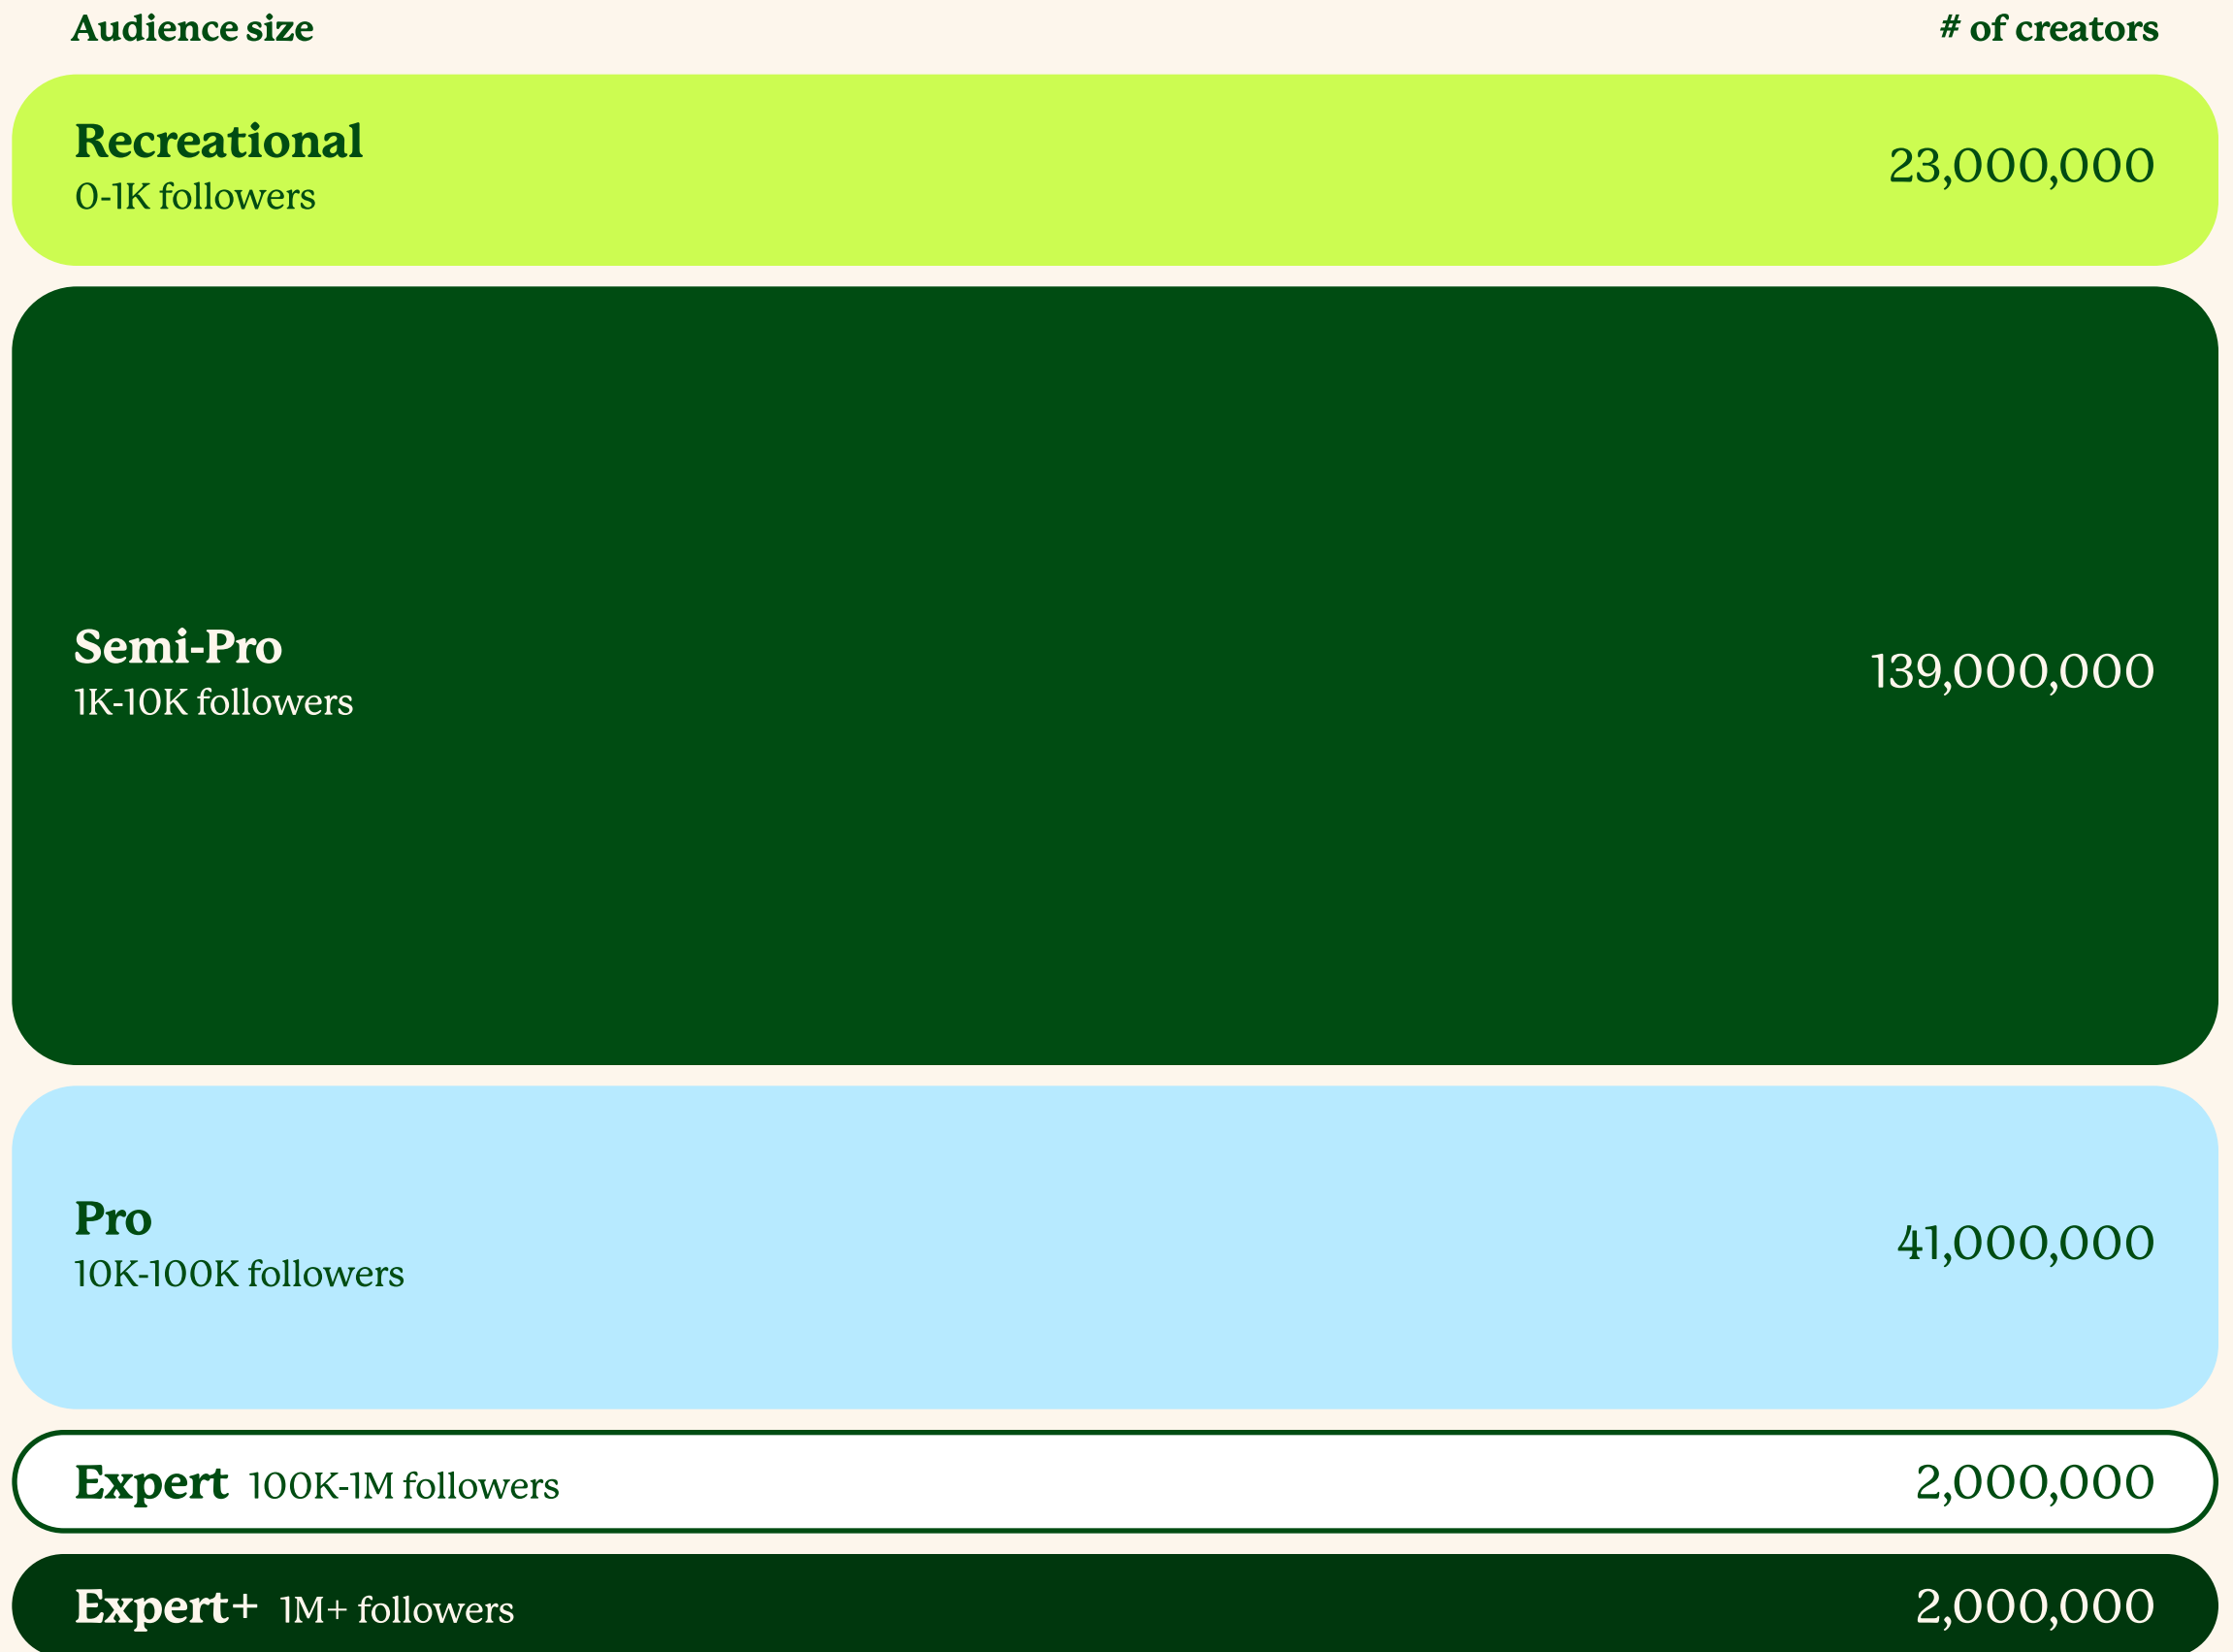 Audience size # of creators
Recreational
0-1K followers
23,000,000
Semi-Pro
1K-10K followers
139,000,000
Pro
10K-100K followers
41,000,000
Expert 100K-1M followers 2,000,000
Expert+ 1M+ followers 2,000,000